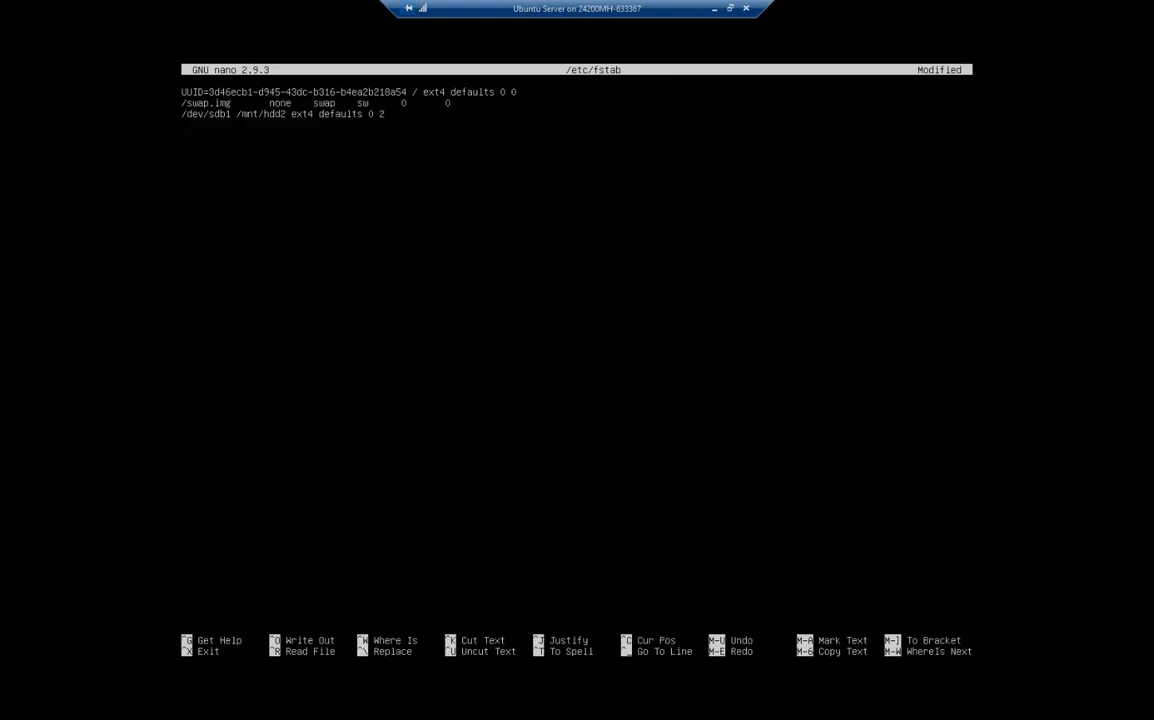 Ubuntu Server on 24200MH-633367
GNU nano 2.9.3 /etc/fstab Modified
UUID=3d46ecb1-d945-43dc-b316-b4ea2b218a54 / ext4 defaults 0 0
/swap.img none swap sw 0 0
/dev/sdb1 /mnt/hdd2 ext4 defaults 0 2
^G Get Help ^O Write Out ^W Where Is ^K Cut Text ^J Justify ^C Cur Pos M-U Undo M-A Mark Text M-] To Bracket
^X Exit ^R Read File ^\ Replace ^U Uncut Text ^T To Spell ^_ Go To Line M-E Redo M-6 Copy Text M-W WhereIs Next